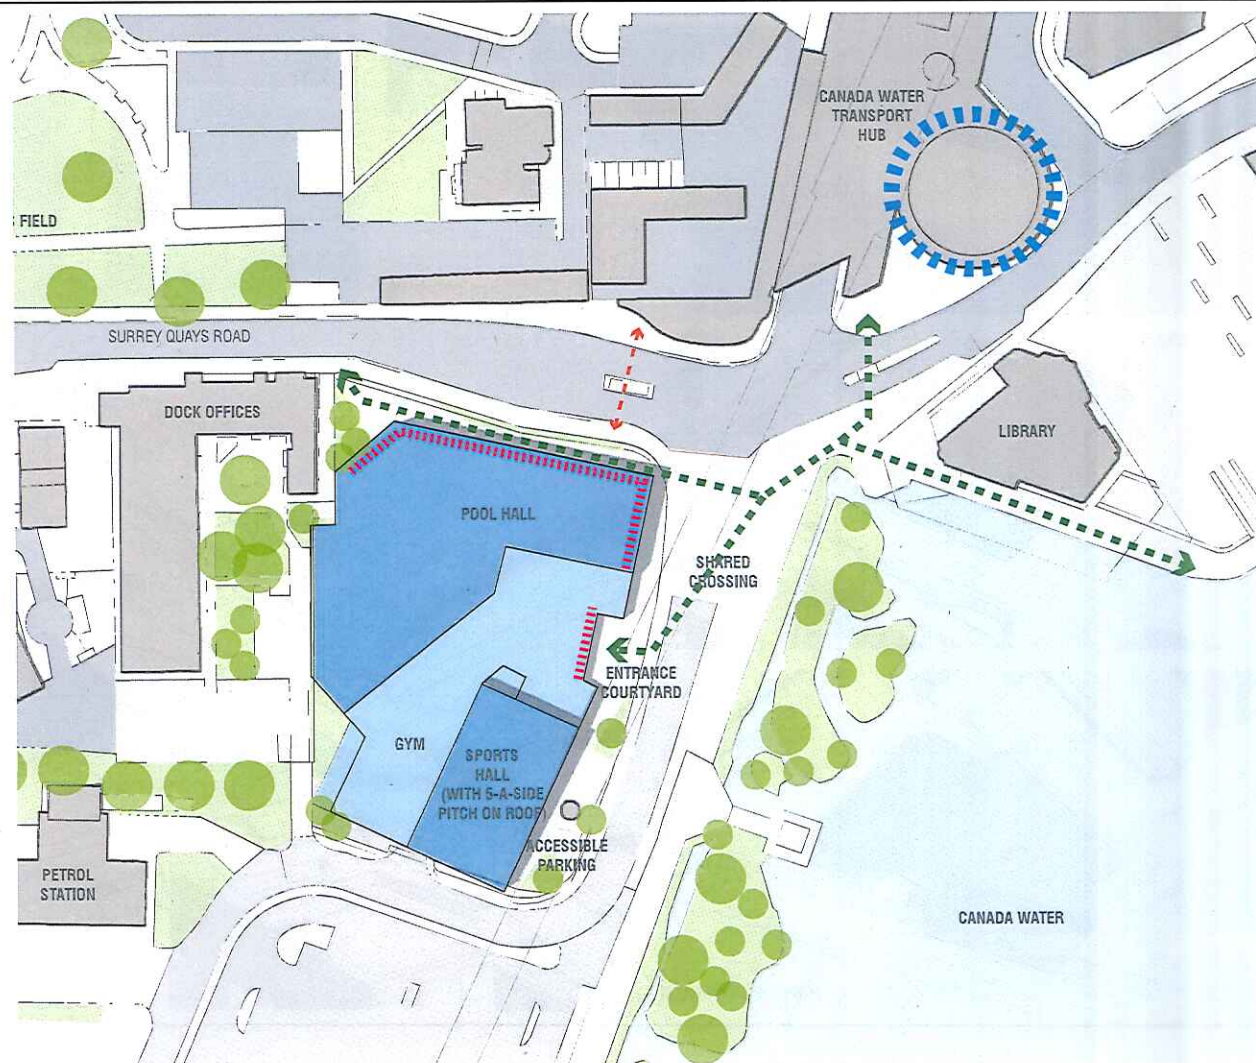 CANADA WATER
TRANSPORT
HUB
FIELD
SURREY QUAYS ROAD
DOCK OFFICES
LIBRARY
POOL HALL
SHARED
CROSSING
ENTRANCE
COURTYARD
GYM
SPORTS
HALL
(WITH 5-A-SIDE
PITCH ON ROOF)
ACCESSIBLE
PARKING
PETROL
STATION
CANADA WATER